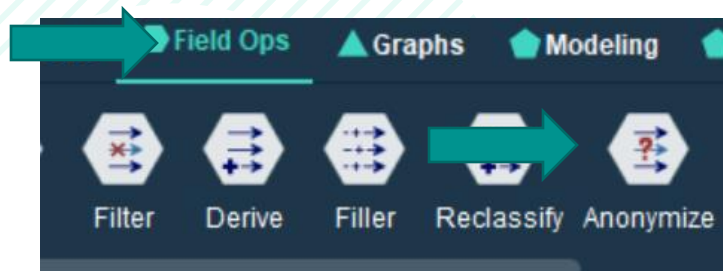 Field Ops Graphs Modeling
Filter Derive Filler Reclassify Anonymize